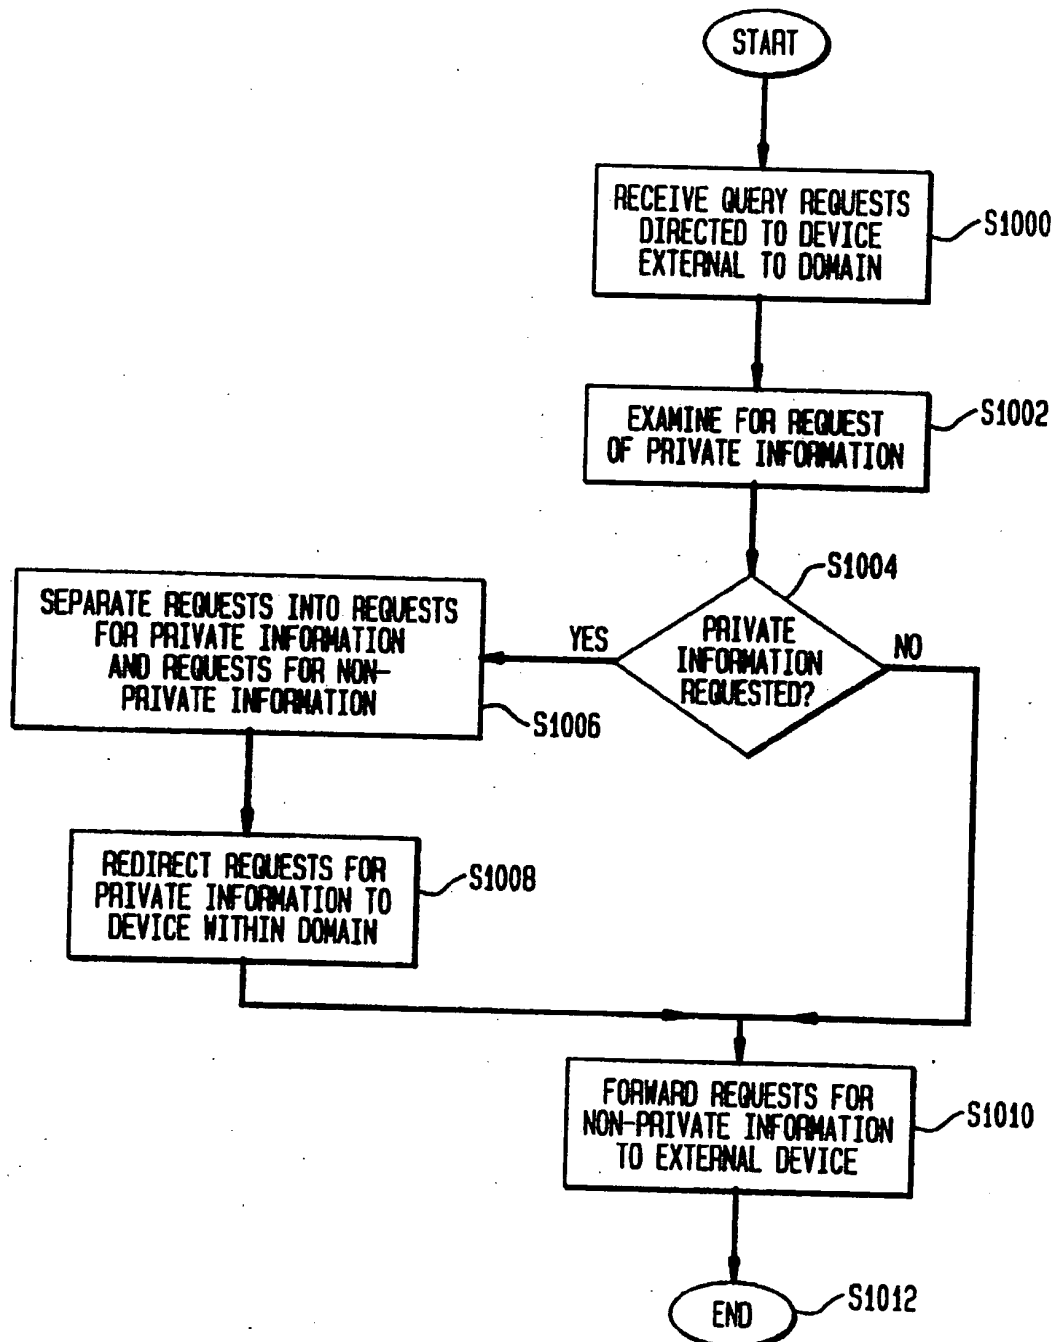 START
RECEIVE QUERY REQUESTS
DIRECTED TO DEVICE
EXTERNAL TO DOMAIN
S1000
EXAMINE FOR REQUEST
OF PRIVATE INFORMATION
S1002
S1004
PRIVATE
INFORMATION
REQUESTED?
YES
NO
SEPARATE REQUESTS INTO REQUESTS
FOR PRIVATE INFORMATION
AND REQUESTS FOR NON-
PRIVATE INFORMATION
S1006
REDIRECT REQUESTS FOR
PRIVATE INFORMATION TO
DEVICE WITHIN DOMAIN
S1008
FORWARD REQUESTS FOR
NON-PRIVATE INFORMATION
TO EXTERNAL DEVICE
S1010
END
S1012